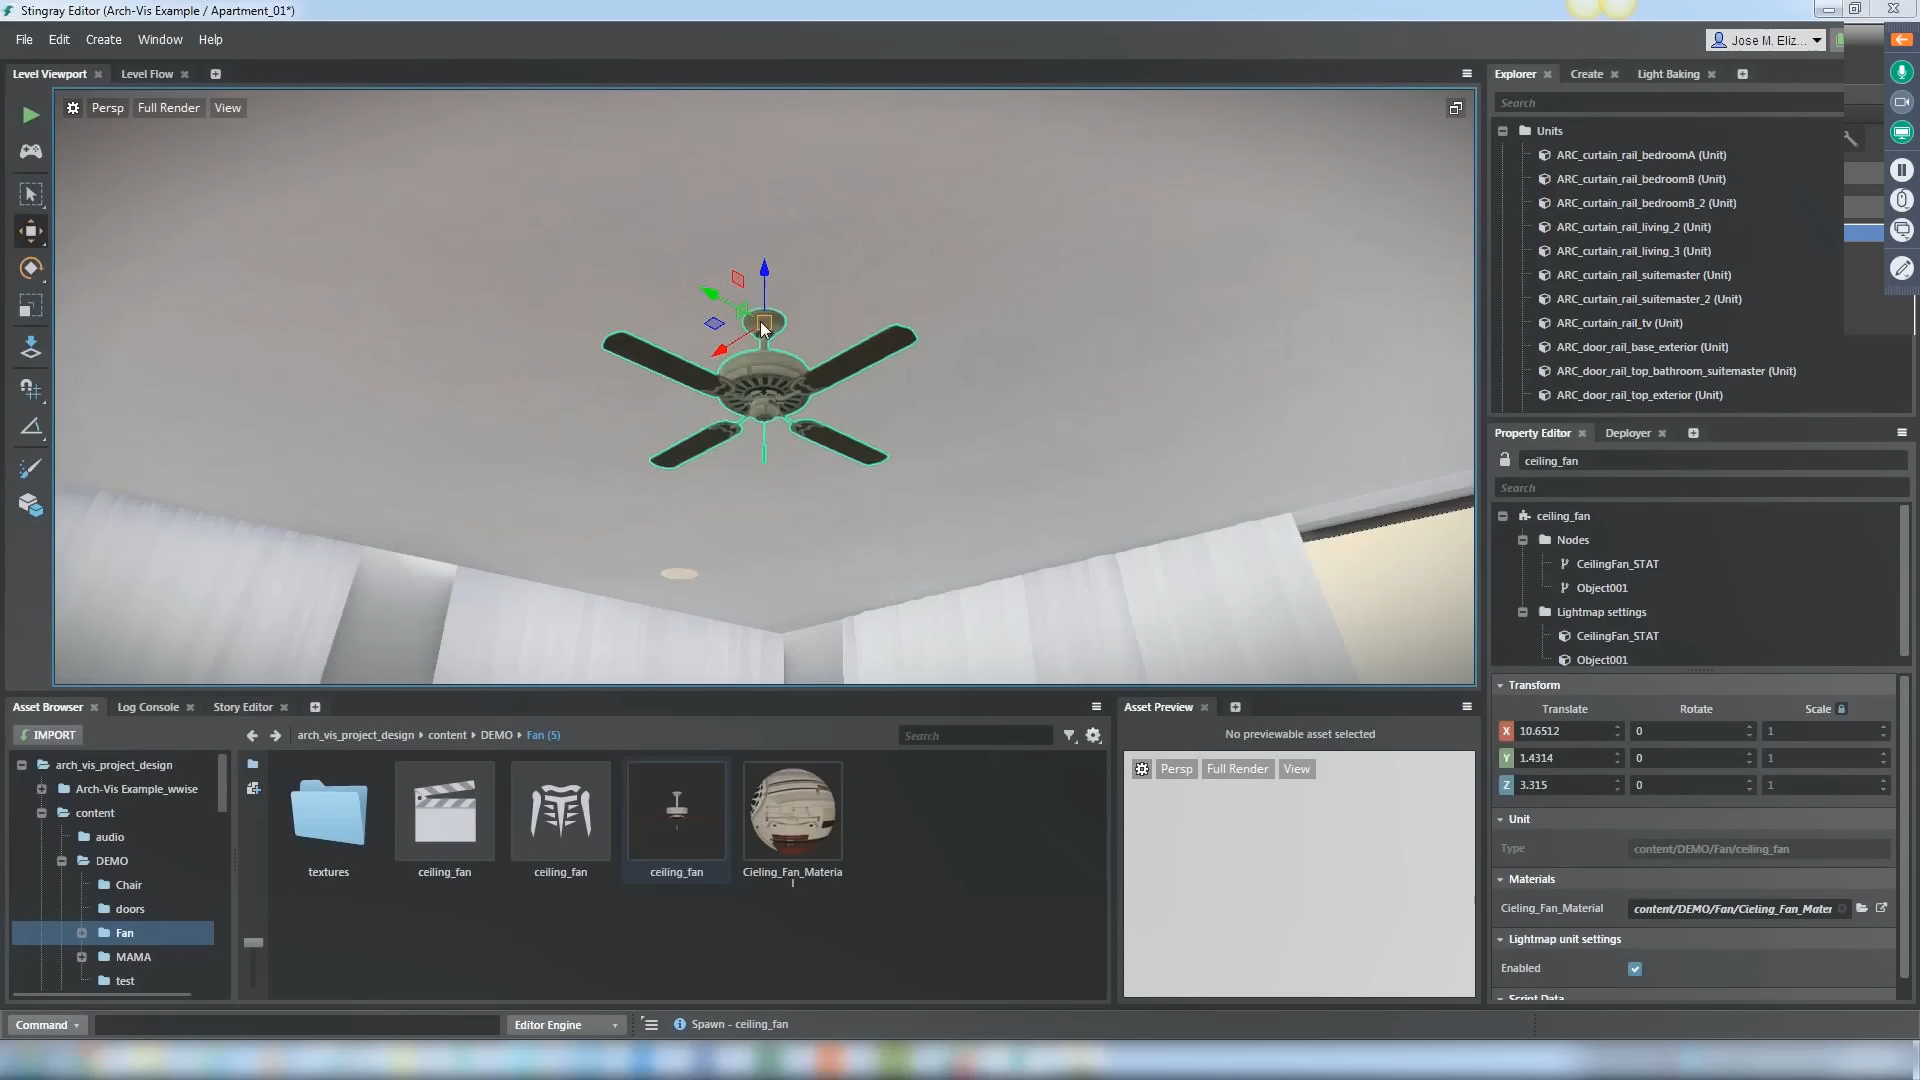 Stingray Editor (Arch-Vis Example / Apartment_01*)
File Edit Create Window Help
Jose M. Eliz...
Level Viewport Level Flow
Persp Full Render View
Explorer Create Light Baking
Search
Units
ARC_curtain_rail_bedroomA (Unit)
ARC_curtain_rail_bedroomB (Unit)
ARC_curtain_rail_bedroomB_2 (Unit)
ARC_curtain_rail_living_2 (Unit)
ARC_curtain_rail_living_3 (Unit)
ARC_curtain_rail_suitemaster (Unit)
ARC_curtain_rail_suitemaster_2 (Unit)
ARC_curtain_rail_tv (Unit)
ARC_door_rail_base_exterior (Unit)
ARC_door_rail_top_bathroom_suitemaster (Unit)
ARC_door_rail_top_exterior (Unit)
Property Editor Deployer
ceiling_fan
Search
ceiling_fan
Nodes
CeilingFan_STAT
Object001
Lightmap settings
CeilingFan_STAT
Object001
Transform
Translate Rotate Scale
X 10.6512 0 1
Y 1.4314 0 1
Z 3.315 0 1
Unit
Type content/DEMO/Fan/ceiling_fan
Materials
Cieling_Fan_Material content/DEMO/Fan/Cieling_Fan_Mater
Lightmap unit settings
Enabled
Script Data
Asset Browser Log Console Story Editor
IMPORT
arch_vis_project_design content DEMO Fan (5)
Search
arch_vis_project_design
Arch-Vis Example_wwise
content
audio
DEMO
Chair
doors
Fan
MAMA
test
textures
ceiling_fan
ceiling_fan
ceiling_fan
Cieling_Fan_Materia
l
Asset Preview
No previewable asset selected
Persp Full Render View
Command
Editor Engine
Spawn - ceiling_fan